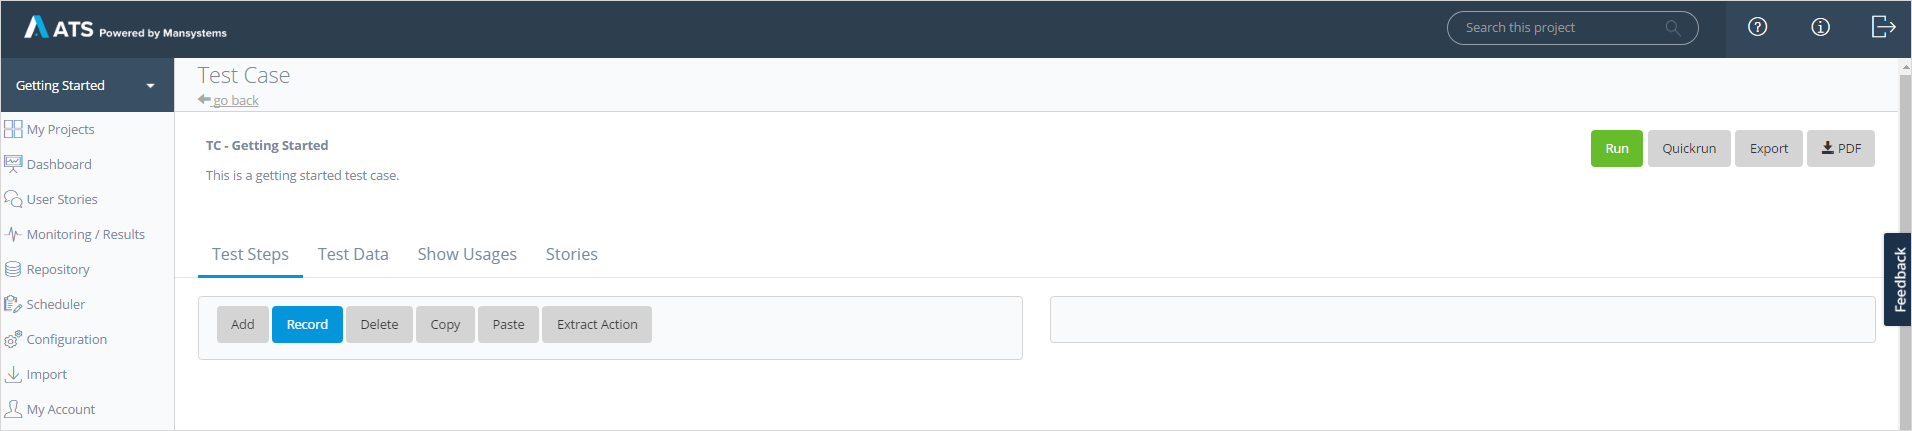 ATS Powered by Mansystems
Search this project
Getting Started
Test Case
go back
My Projects
Dashboard
User Stories
Monitoring / Results
Repository
Scheduler
Configuration
Import
My Account
TC - Getting Started
This is a getting started test case.
Run Quickrun Export PDF
Test Steps Test Data Show Usages Stories
Add Record Delete Copy Paste Extract Action
Feedback